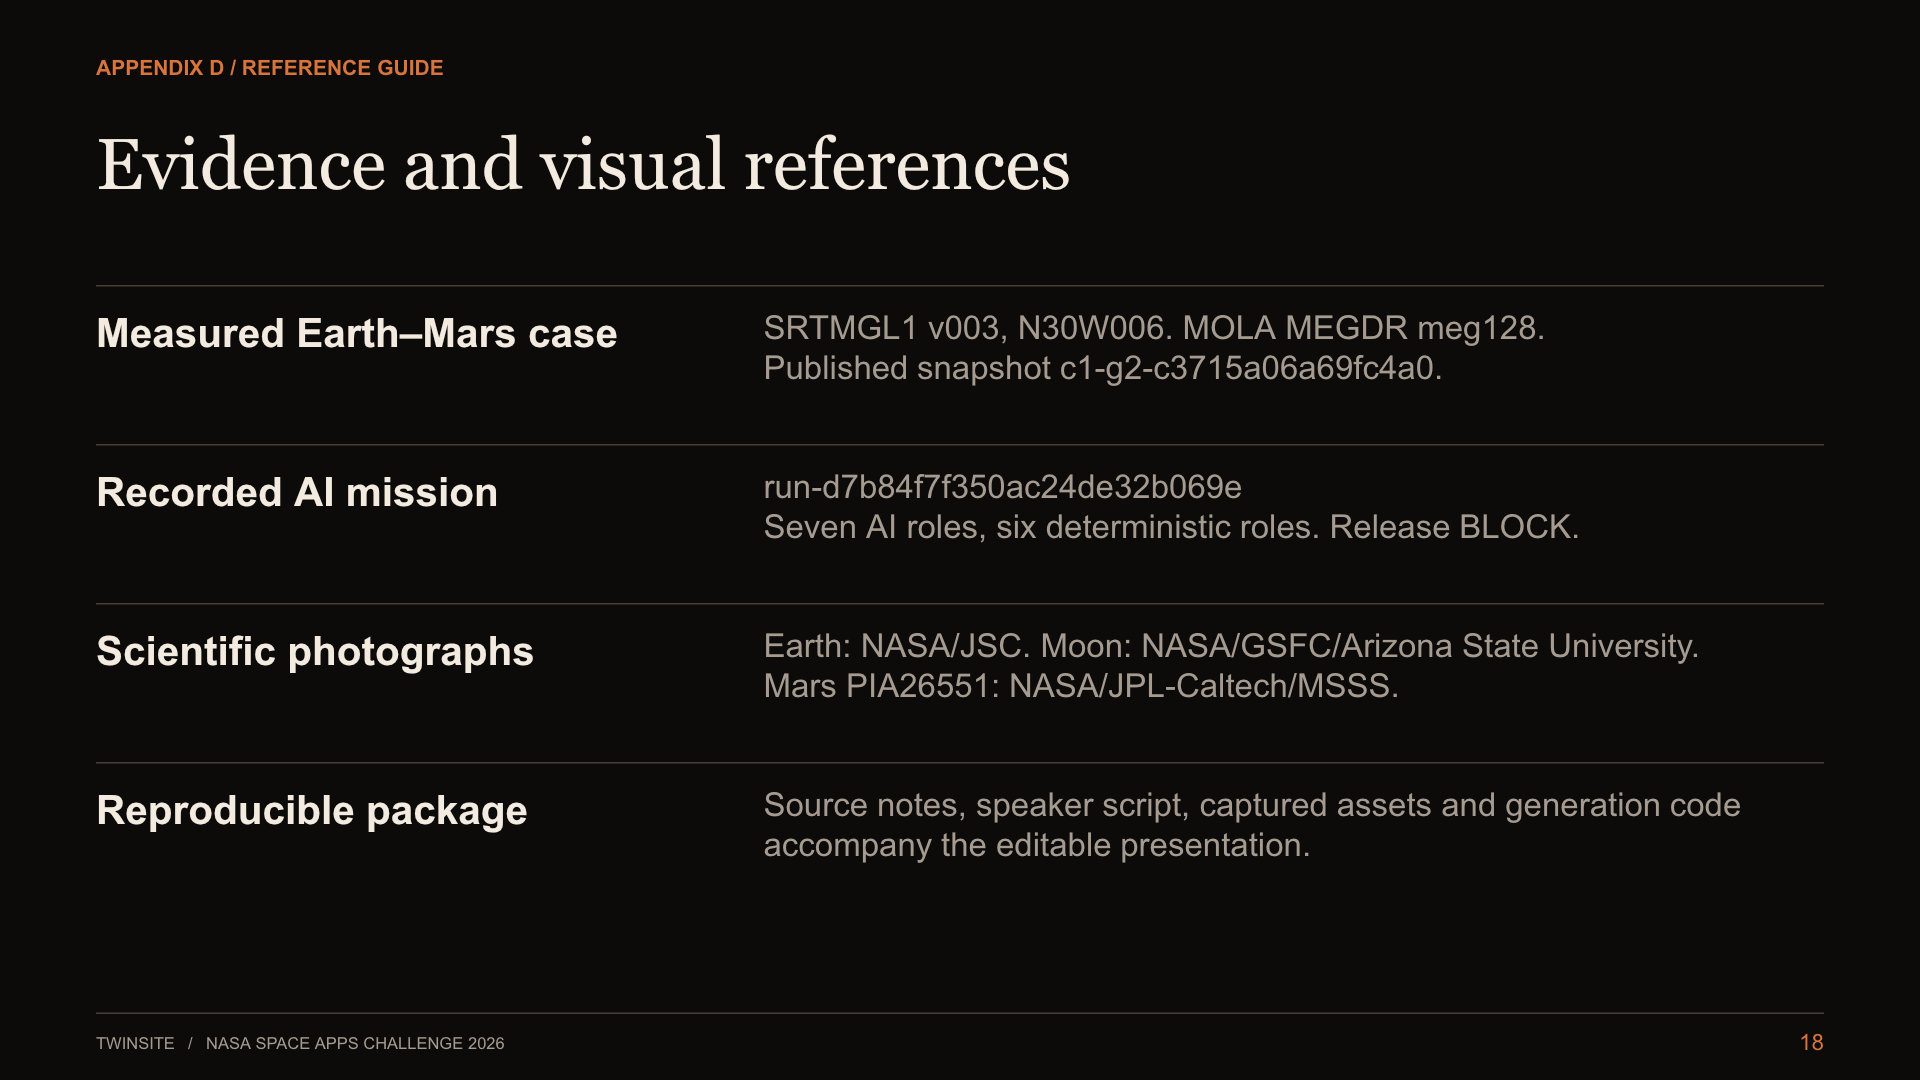 APPENDIX D / REFERENCE GUIDE
Evidence and visual references
Measured Earth–Mars case
SRTMGL1 v003, N30W006. MOLA MEGDR meg128.
Published snapshot c1-g2-c3715a06a69fc4a0.
Recorded AI mission
run-d7b84f7f350ac24de32b069e
Seven AI roles, six deterministic roles. Release BLOCK.
Scientific photographs
Earth: NASA/JSC. Moon: NASA/GSFC/Arizona State University.
Mars PIA26551: NASA/JPL-Caltech/MSSS.
Reproducible package
Source notes, speaker script, captured assets and generation code
accompany the editable presentation.
TWINSITE / NASA SPACE APPS CHALLENGE 2026
18